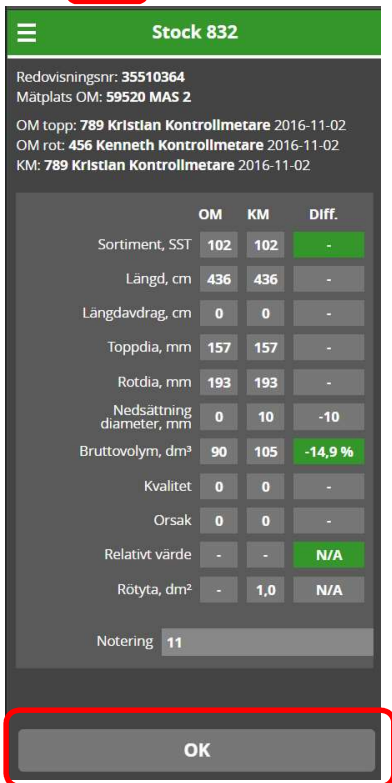 Stock 832
Redovisningsnr: 35510364
Mätplats OM: 59520 MAS 2
OM topp: 789 Kristian Kontrollmetare 2016-11-02
OM rot: 456 Kenneth Kontrollmetare 2016-11-02
KM: 789 Kristian Kontrollmetare 2016-11-02
OM KM Diff.
Sortiment, SST 102 102 -
Längd, cm 436 436 -
Längdavdrag, cm 0 0 -
Toppdia, mm 157 157 -
Rotdia, mm 193 193 -
Nedsättning
diameter, mm 0 10 -10
Bruttovolym, dm³ 90 105 -14,9 %
Kvalitet 0 0 -
Orsak 0 0 -
Relativt värde - - N/A
Rötyta, dm² - 1,0 N/A
Notering 11
OK